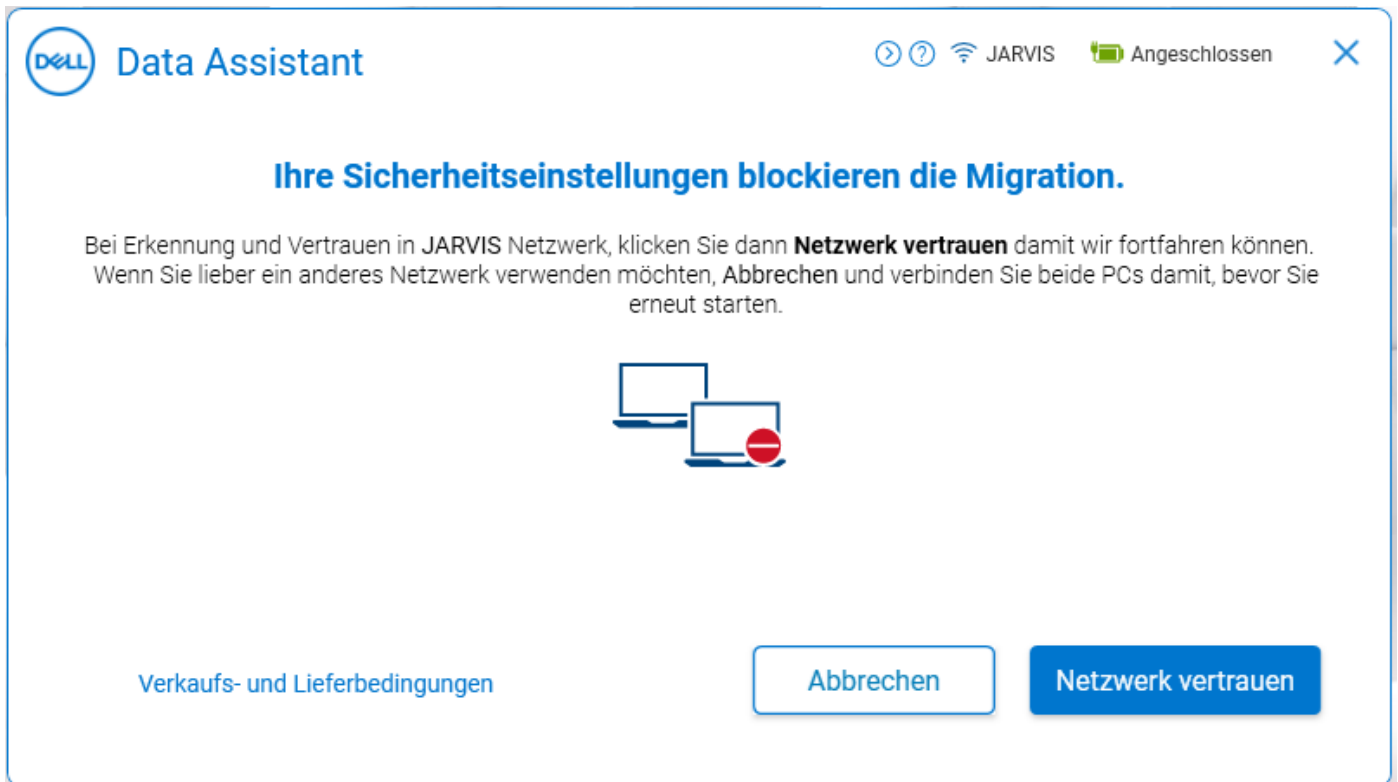 DELL
Data Assistant
JARVIS
Angeschlossen
Ihre Sicherheitseinstellungen blockieren die Migration.
Bei Erkennung und Vertrauen in JARVIS Netzwerk, klicken Sie dann Netzwerk vertrauen damit wir fortfahren können.
Wenn Sie lieber ein anderes Netzwerk verwenden möchten, Abbrechen und verbinden Sie beide PCs damit, bevor Sie
erneut starten.
Verkaufs- und Lieferbedingungen
Abbrechen
Netzwerk vertrauen